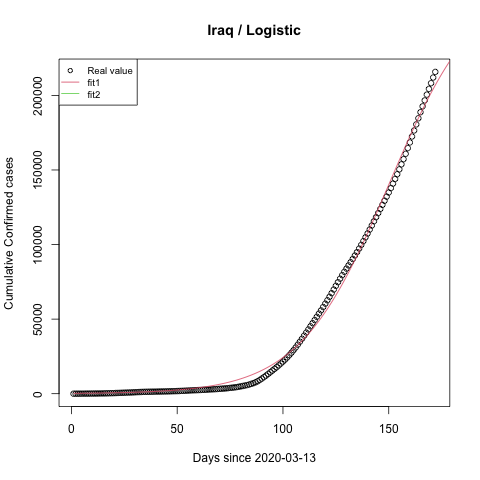 Iraq / Logistic
Real value
fit1
fit2
Cumulative Confirmed cases
200000
150000
100000
50000
0
0 50 100 150
Days since 2020-03-13